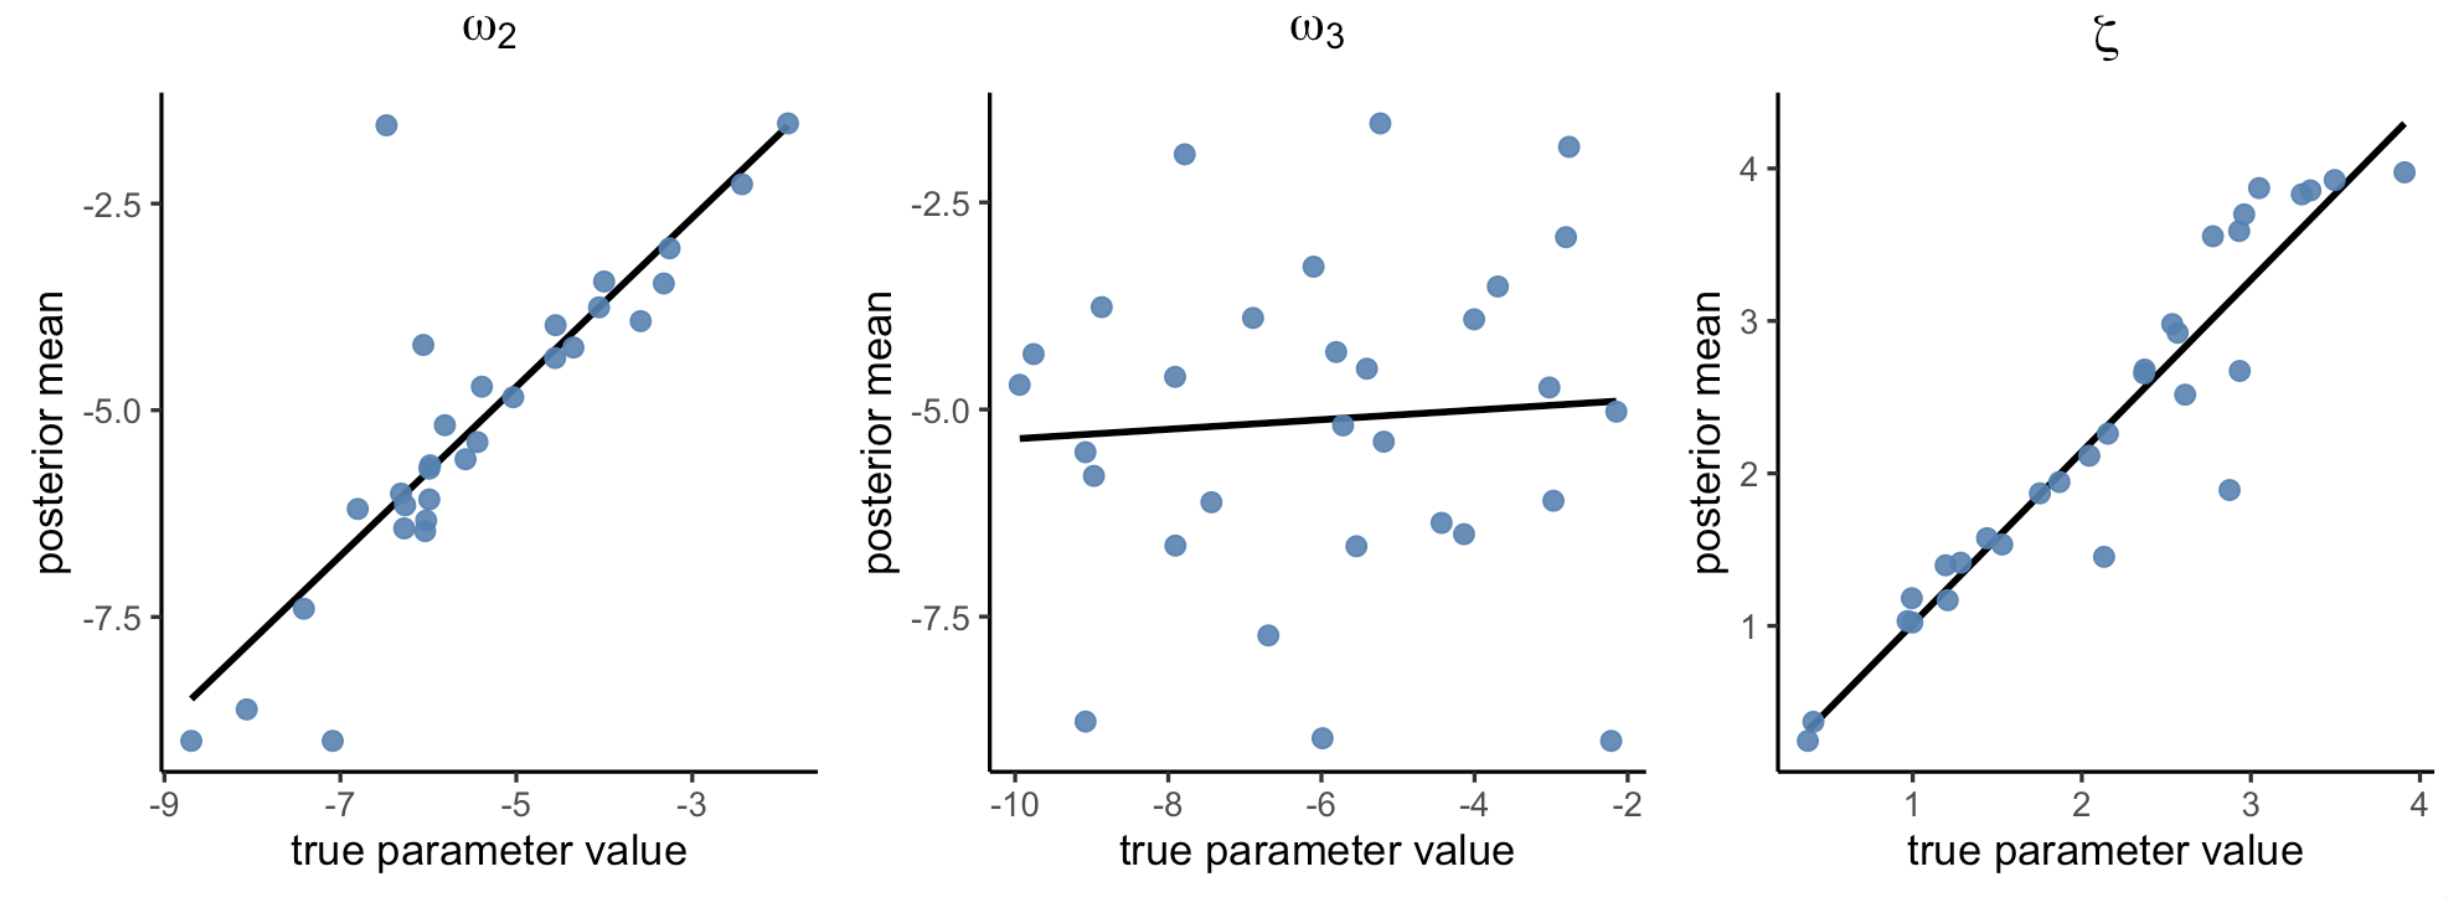 ω2 ω3 ζ
posterior mean
-2.5
-5.0
-7.5
-9 -7 -5 -3
true parameter value
posterior mean
-2.5
-5.0
-7.5
-10 -8 -6 -4 -2
true parameter value
posterior mean
4
3
2
1
1 2 3 4
true parameter value